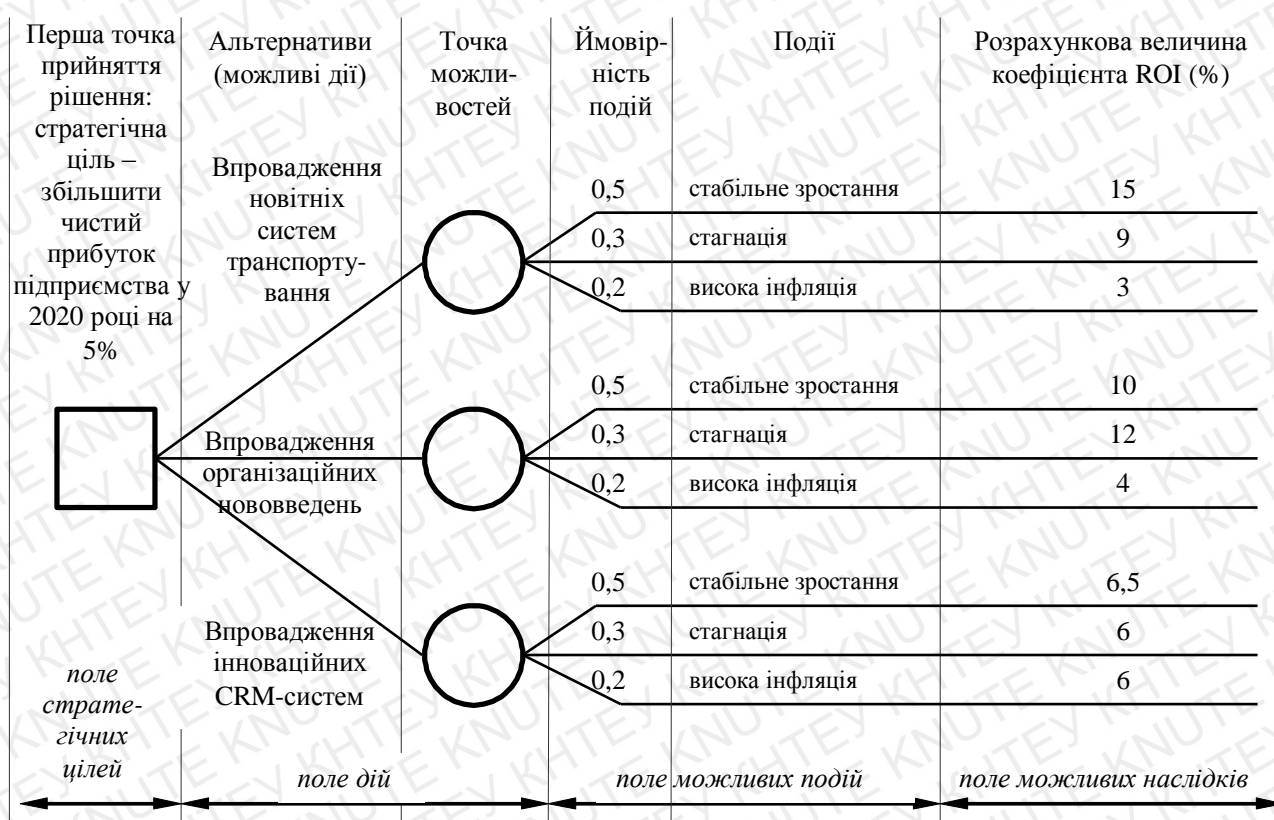 Перша точка
прийняття
рішення:
стратегічна
ціль –
збільшити
чистий
прибуток
підприємства у
2020 році на
5%
Альтернативи
(можливі дії)
Точка
можли-
востей
Ймовір-
ність
подій
Події
Розрахункова величина
коефіцієнта ROI (%)
Впровадження
новітніх
систем
транспорту-
вання
0,5 стабільне зростання 15
0,3 стагнація 9
0,2 висока інфляція 3
Впровадження
організаційних
нововведень
0,5 стабільне зростання 10
0,3 стагнація 12
0,2 висока інфляція 4
Впровадження
інноваційних
CRM-систем
0,5 стабільне зростання 6,5
0,3 стагнація 6
0,2 висока інфляція 6
поле
страте-
гічних
цілей
поле дій
поле можливих подій
поле можливих наслідків
KNUTE KHTEY